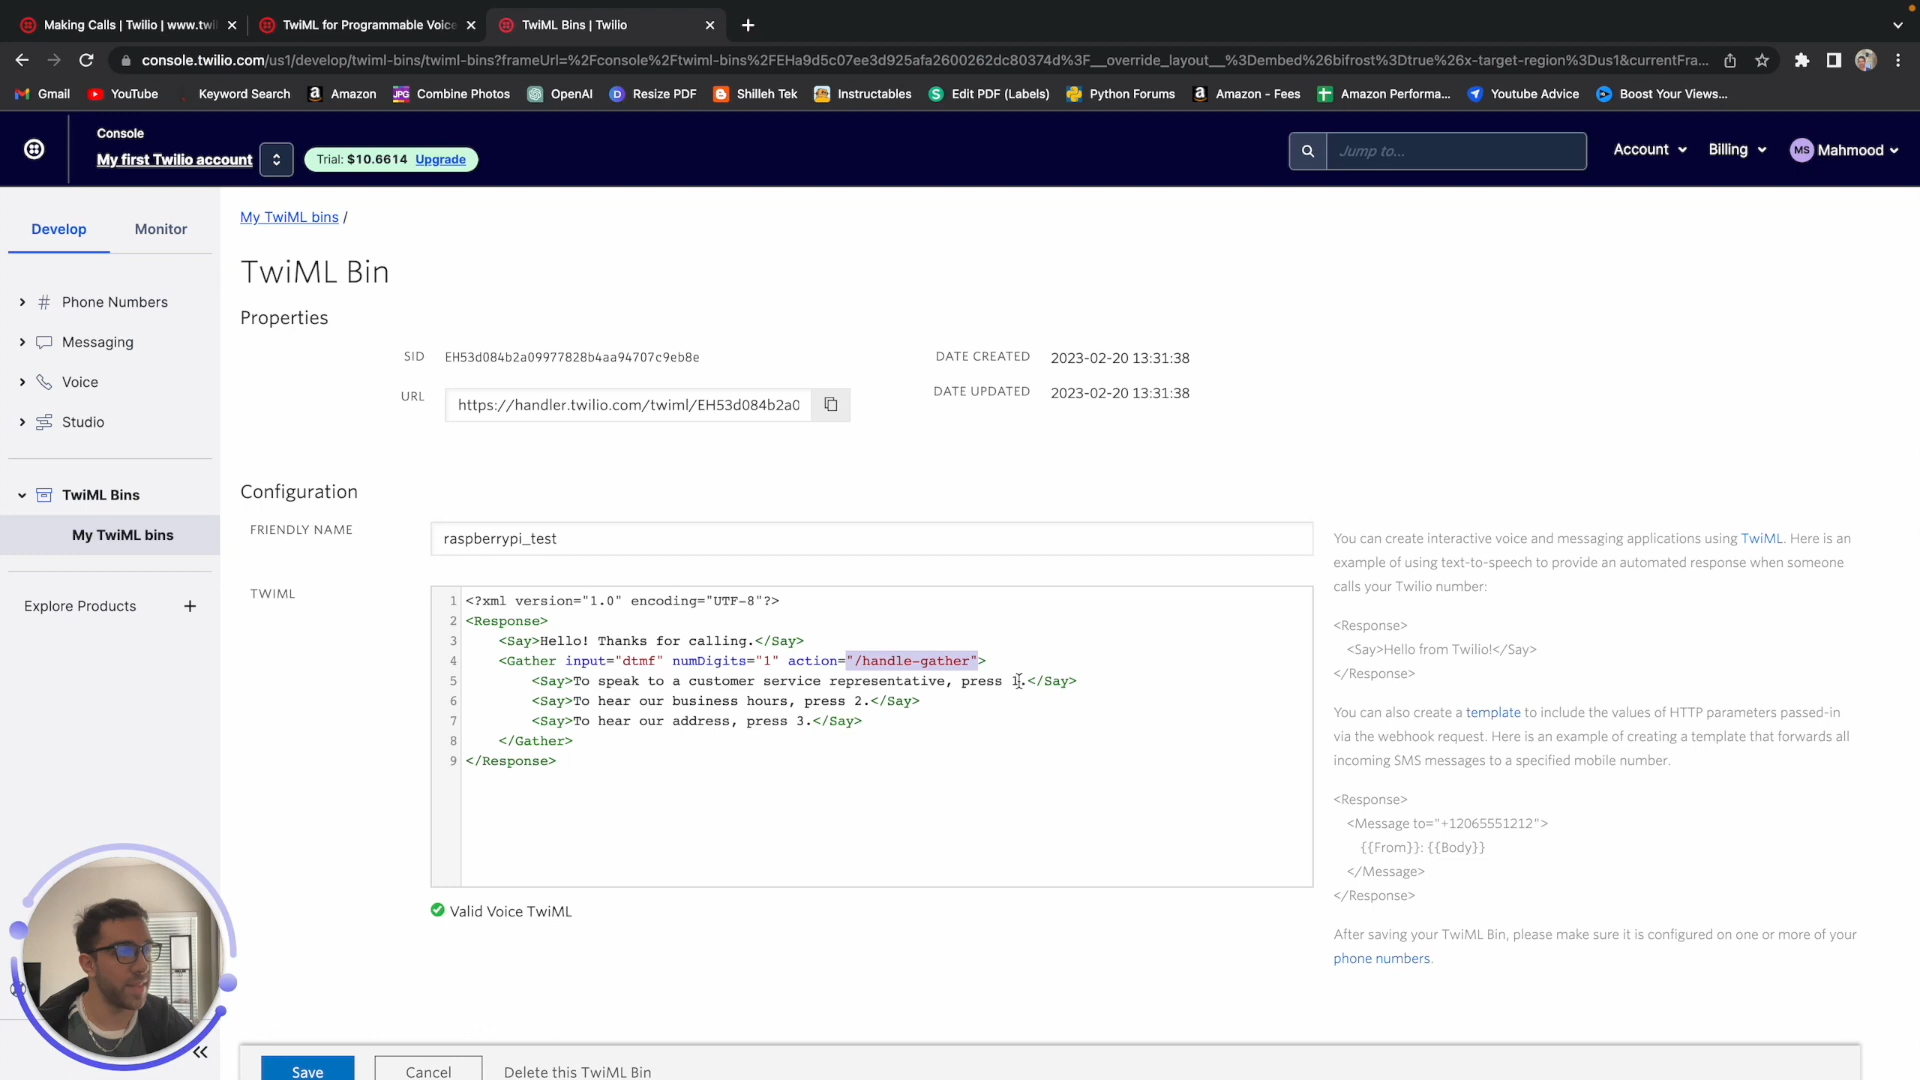 Making Calls | Twilio | www.twi
TwiML for Programmable Voice
TwiML Bins | Twilio
console.twilio.com/us1/develop/twiml-bins/twiml-bins?frameUrl=%2Fconsole%2Ftwiml-bins%2FEHa9d5c07ee3d925afa2600262dc80374d%3F__override_layout__%3Dembed%26bifrost%3Dtrue%26x-target-region%3Dus1&currentFra...
Gmail YouTube Keyword Search Amazon Combine Photos OpenAI Resize PDF Shilleh Tek Instructables Edit PDF (Labels) Python Forums Amazon - Fees Amazon Performa... Youtube Advice Boost Your Views...
Console
My first Twilio account
Trial: $10.6614 Upgrade
Jump to...
Account
Billing
MS Mahmood
Develop
Monitor
# Phone Numbers
Messaging
Voice
Studio
TwiML Bins
My TwiML bins
Explore Products +
My TwiML bins /
TwiML Bin
Properties
SID EH53d084b2a09977828b4aa94707c9eb8e
URL https://handler.twilio.com/twiml/EH53d084b2a0
DATE CREATED 2023-02-20 13:31:38
DATE UPDATED 2023-02-20 13:31:38
Configuration
FRIENDLY NAME raspberrypi_test
TWIML
1 <?xml version="1.0" encoding="UTF-8"?>
2 <Response>
3 <Say>Hello! Thanks for calling.</Say>
4 <Gather input="dtmf" numDigits="1" action="/handle-gather">
5 <Say>To speak to a customer service representative, press 1.</Say>
6 <Say>To hear our business hours, press 2.</Say>
7 <Say>To hear our address, press 3.</Say>
8 </Gather>
9 </Response>
Valid Voice TwiML
You can create interactive voice and messaging applications using TwiML. Here is an
example of using text-to-speech to provide an automated response when someone
calls your Twilio number:
<Response>
<Say>Hello from Twilio!</Say>
</Response>
You can also create a template to include the values of HTTP parameters passed-in
via the webhook request. Here is an example of creating a template that forwards all
incoming SMS messages to a specified mobile number.
<Response>
<Message to="+12065551212">
{{From}}: {{Body}}
</Message>
</Response>
After saving your TwiML Bin, please make sure it is configured on one or more of your
phone numbers.
Save
Cancel
Delete this TwiML Bin